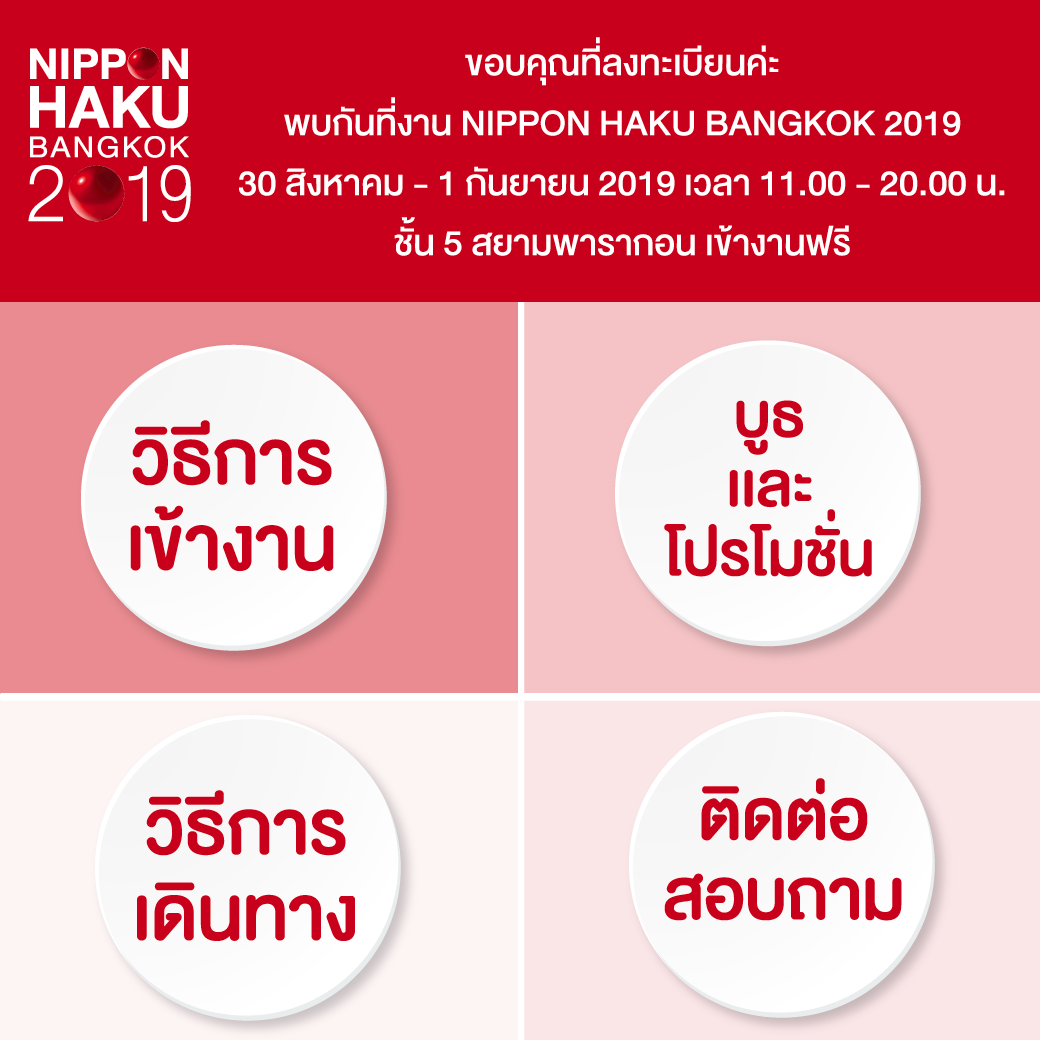 NIPPON
HAKU
BANGKOK
2019
ขอบคุณที่ลงทะเบียนค่ะ
พบกันที่งาน NIPPON HAKU BANGKOK 2019
30 สิงหาคม - 1 กันยายน 2019 เวลา 11.00 - 20.00 น.
ชั้น 5 สยามพารากอน เข้างานฟรี
วิธีการ
เข้างาน
บูธ
และ
โปรโมชั่น
วิธีการ
เดินทาง
ติดต่อ
สอบถาม